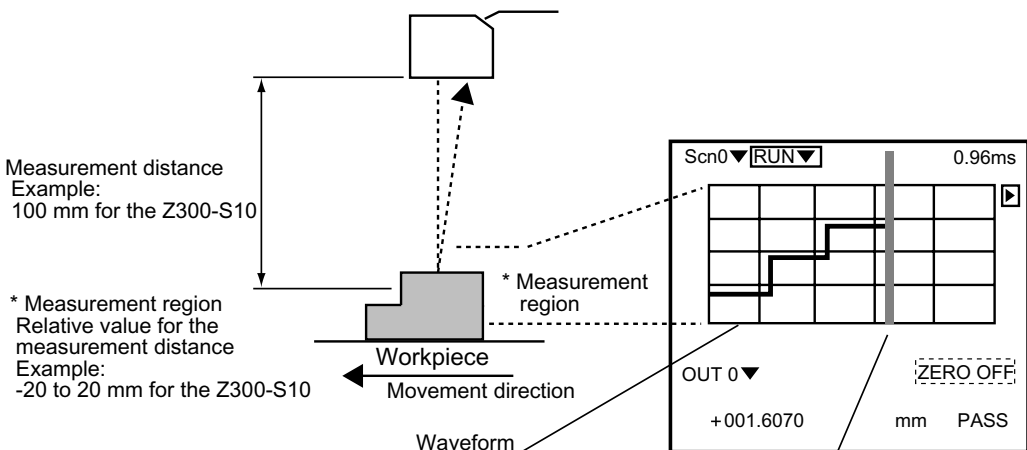 Measurement distance
Example:
100 mm for the Z300-S10
* Measurement region
Relative value for the
measurement distance
Example:
-20 to 20 mm for the Z300-S10
* Measurement
region
Workpiece
Movement direction
Waveform
Scn0▼ RUN▼ 0.96ms
OUT 0▼ ZERO OFF
+001.6070 mm PASS